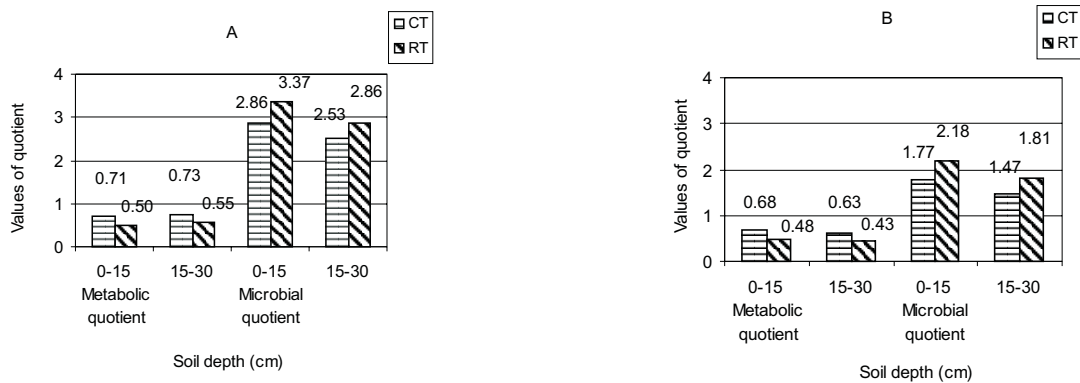 A
CT
RT
Values of quotient
4
3
2
1
0
0.71
0.50
0.73
0.55
2.86
3.37
2.53
2.86
0-15 15-30 0-15 15-30
Metabolic Microbial
quotient quotient
Soil depth (cm)
B
CT
RT
Values of quotient
4
3
2
1
0
0.68
0.48
0.63
0.43
1.77
2.18
1.47
1.81
0-15 15-30 0-15 15-30
Metabolic Microbial
quotient quotient
Soil depth (cm)